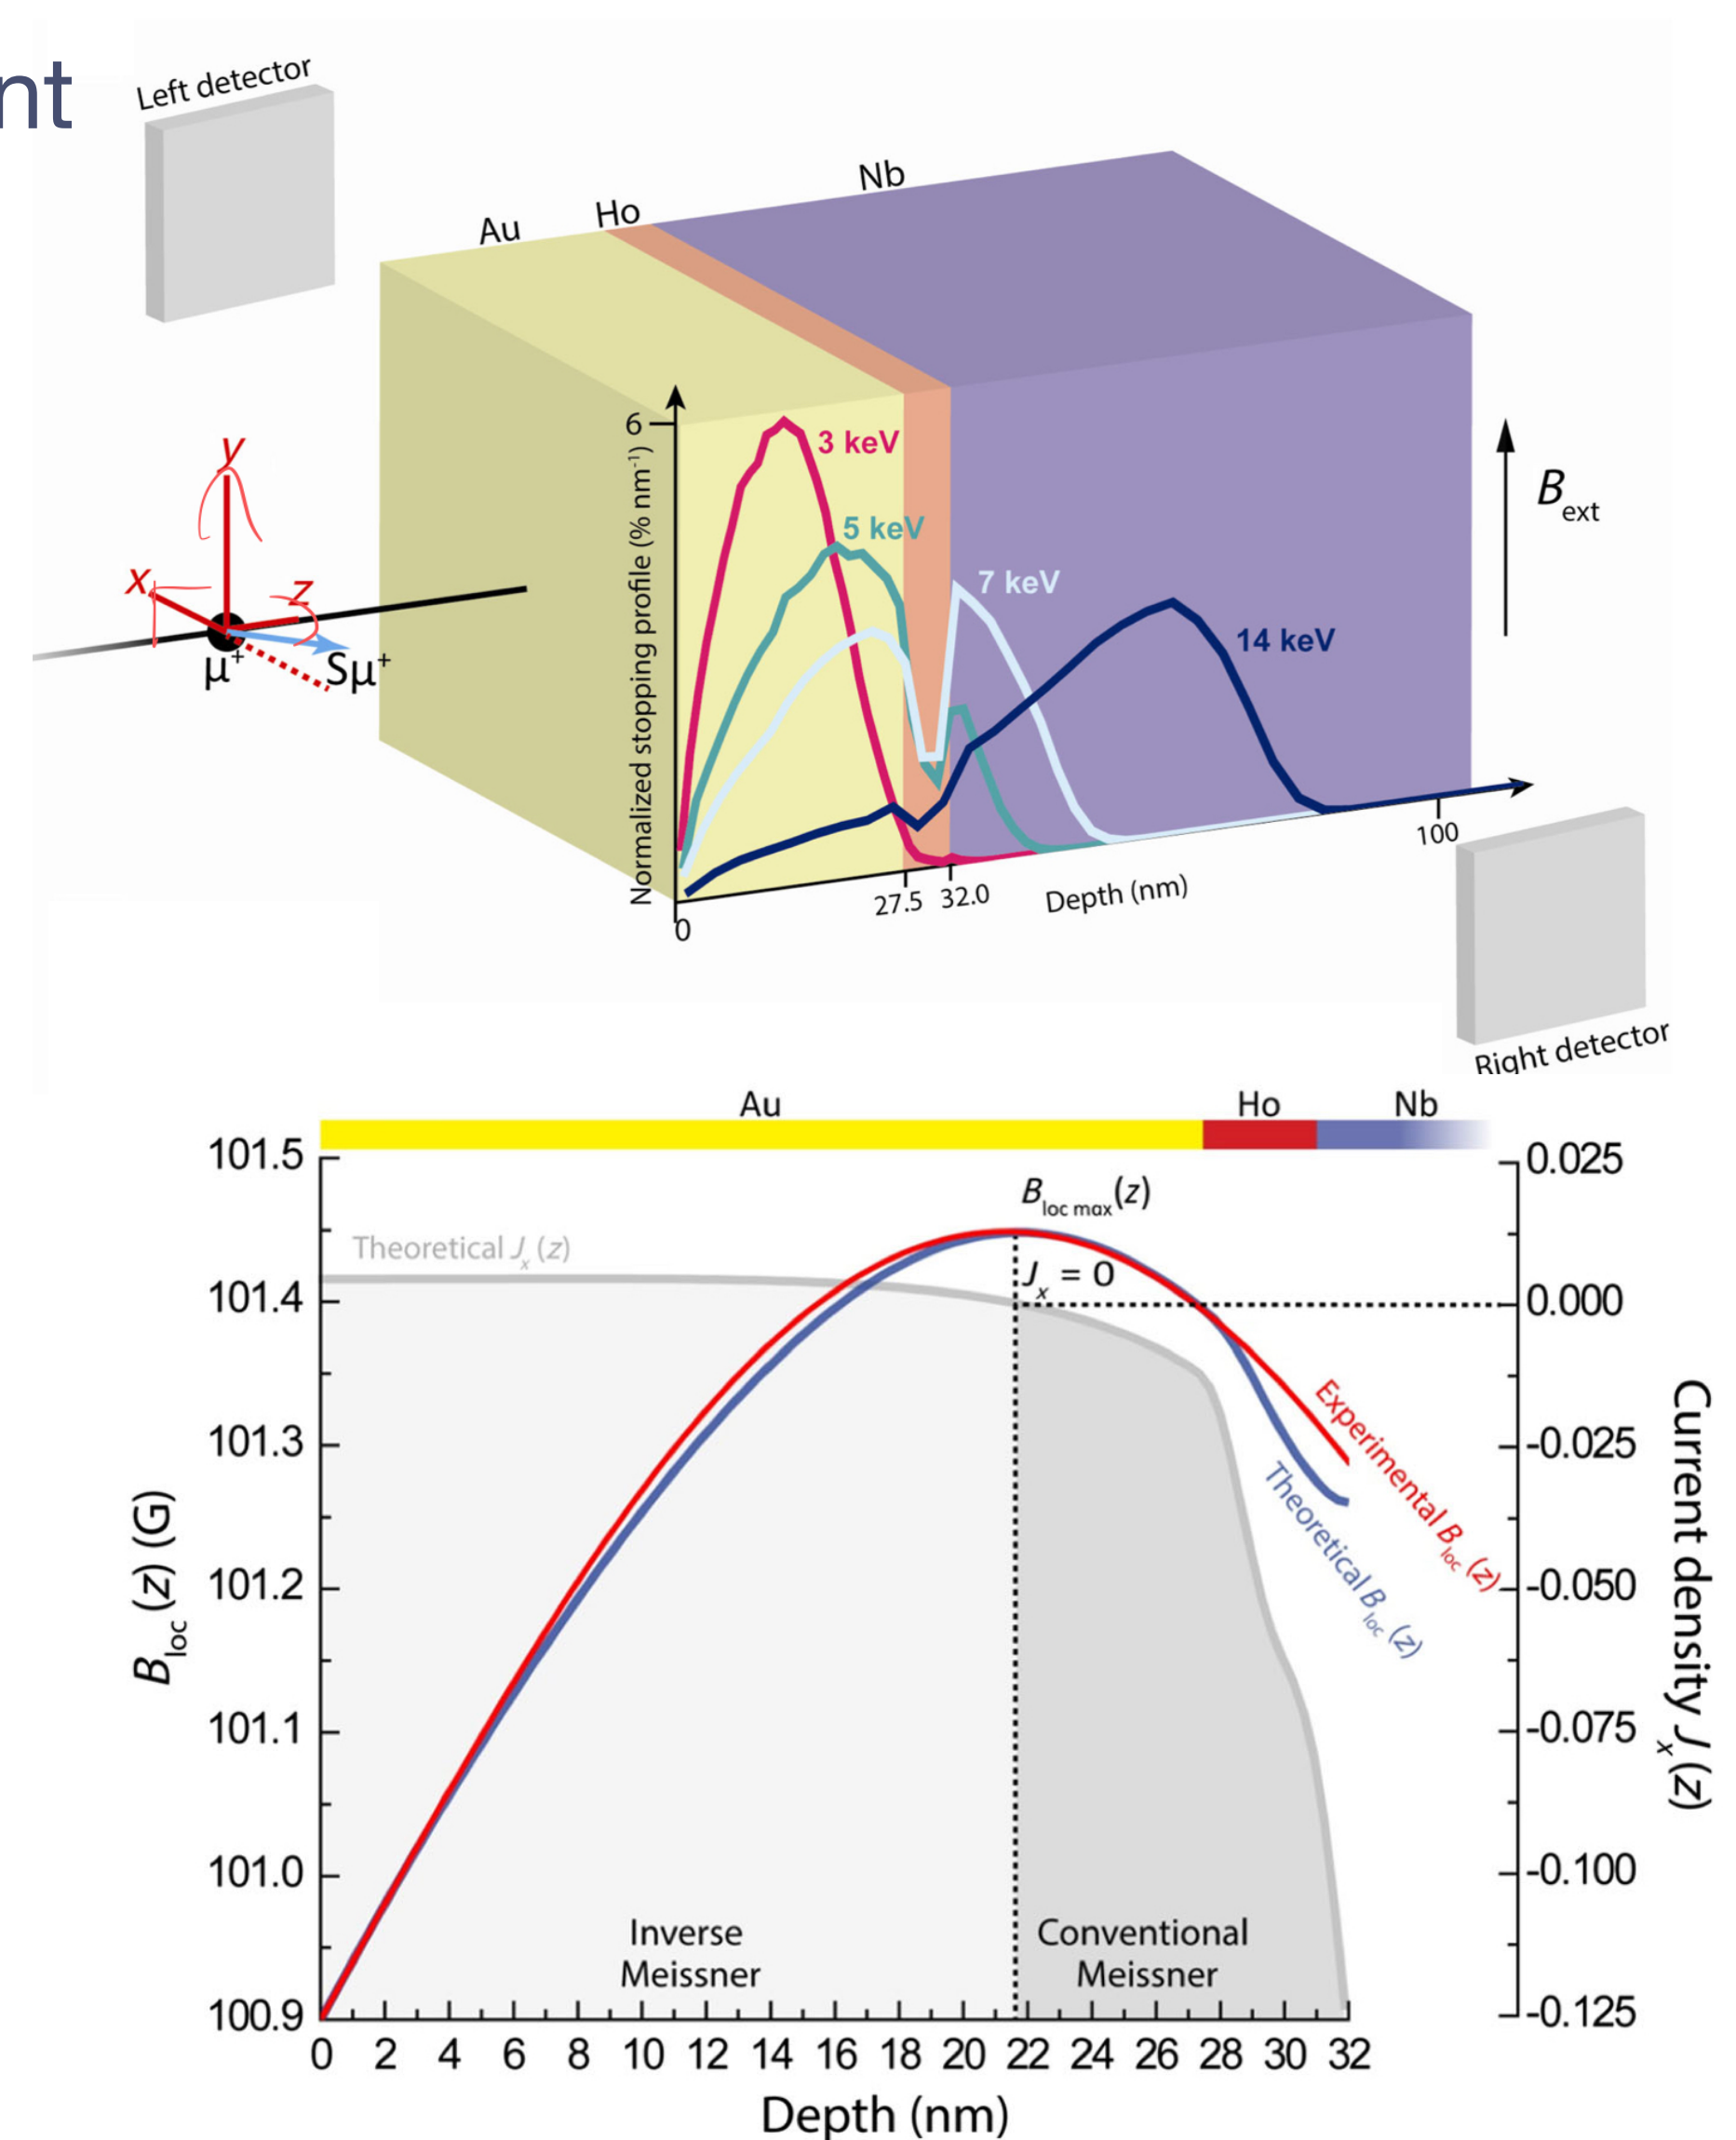 nt
Left detector
Nb
Ho
Au
6
3 keV
Normalized stopping profile (% nm⁻¹)
y
B_ext
5 keV
x
z
7 keV
14 keV
μ⁺
Sμ⁺
100
27.5
32.0
Depth (nm)
0
Right detector
Au
Ho
Nb
101.5
0.025
B_loc max(z)
Theoretical J_x (z)
J_x = 0
101.4
0.000
101.3
-0.025
Experimental B_loc (z)
Theoretical B_loc (z)
B_loc (z) (G)
Current density J_x(z)
101.2
-0.050
101.1
-0.075
101.0
-0.100
Inverse
Meissner
Conventional
Meissner
100.9
-0.125
0 2 4 6 8 10 12 14 16 18 20 22 24 26 28 30 32
Depth (nm)